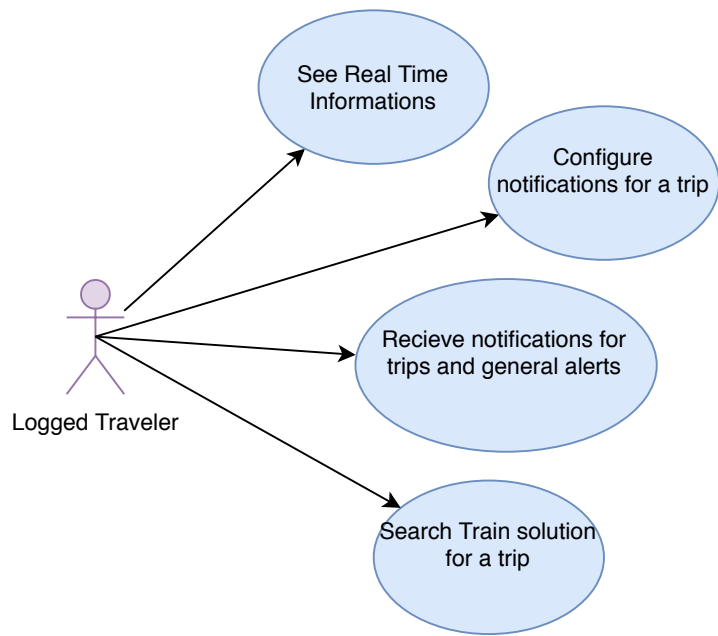 See Real Time
Informations
Configure
notifications for a trip
Recieve notifications for
trips and general alerts
Logged Traveler
Search Train solution
for a trip